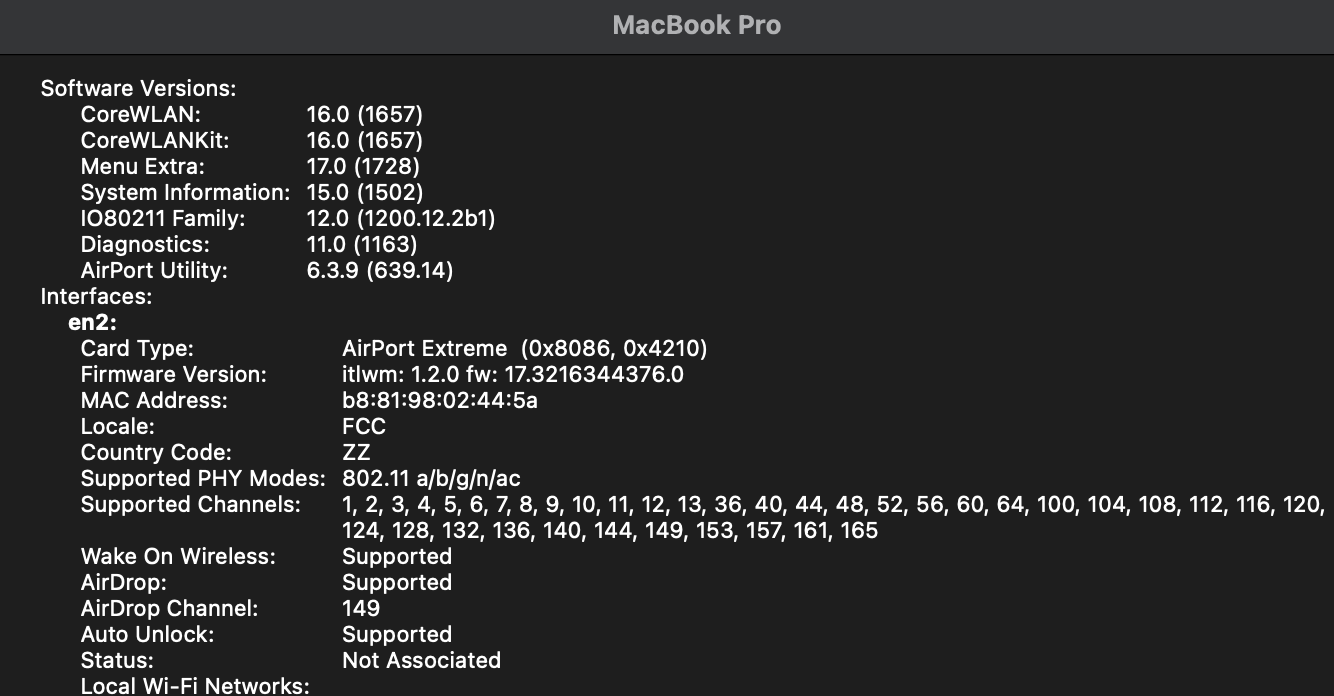 MacBook Pro
Software Versions:
CoreWLAN: 16.0 (1657)
CoreWLANKit: 16.0 (1657)
Menu Extra: 17.0 (1728)
System Information: 15.0 (1502)
IO80211 Family: 12.0 (1200.12.2b1)
Diagnostics: 11.0 (1163)
AirPort Utility: 6.3.9 (639.14)
Interfaces:
en2:
Card Type: AirPort Extreme  (0x8086, 0x4210)
Firmware Version: itlwm: 1.2.0 fw: 17.3216344376.0
MAC Address: b8:81:98:02:44:5a
Locale: FCC
Country Code: ZZ
Supported PHY Modes: 802.11 a/b/g/n/ac
Supported Channels: 1, 2, 3, 4, 5, 6, 7, 8, 9, 10, 11, 12, 13, 36, 40, 44, 48, 52, 56, 60, 64, 100, 104, 108, 112, 116, 120,
124, 128, 132, 136, 140, 144, 149, 153, 157, 161, 165
Wake On Wireless: Supported
AirDrop: Supported
AirDrop Channel: 149
Auto Unlock: Supported
Status: Not Associated
Local Wi-Fi Networks: